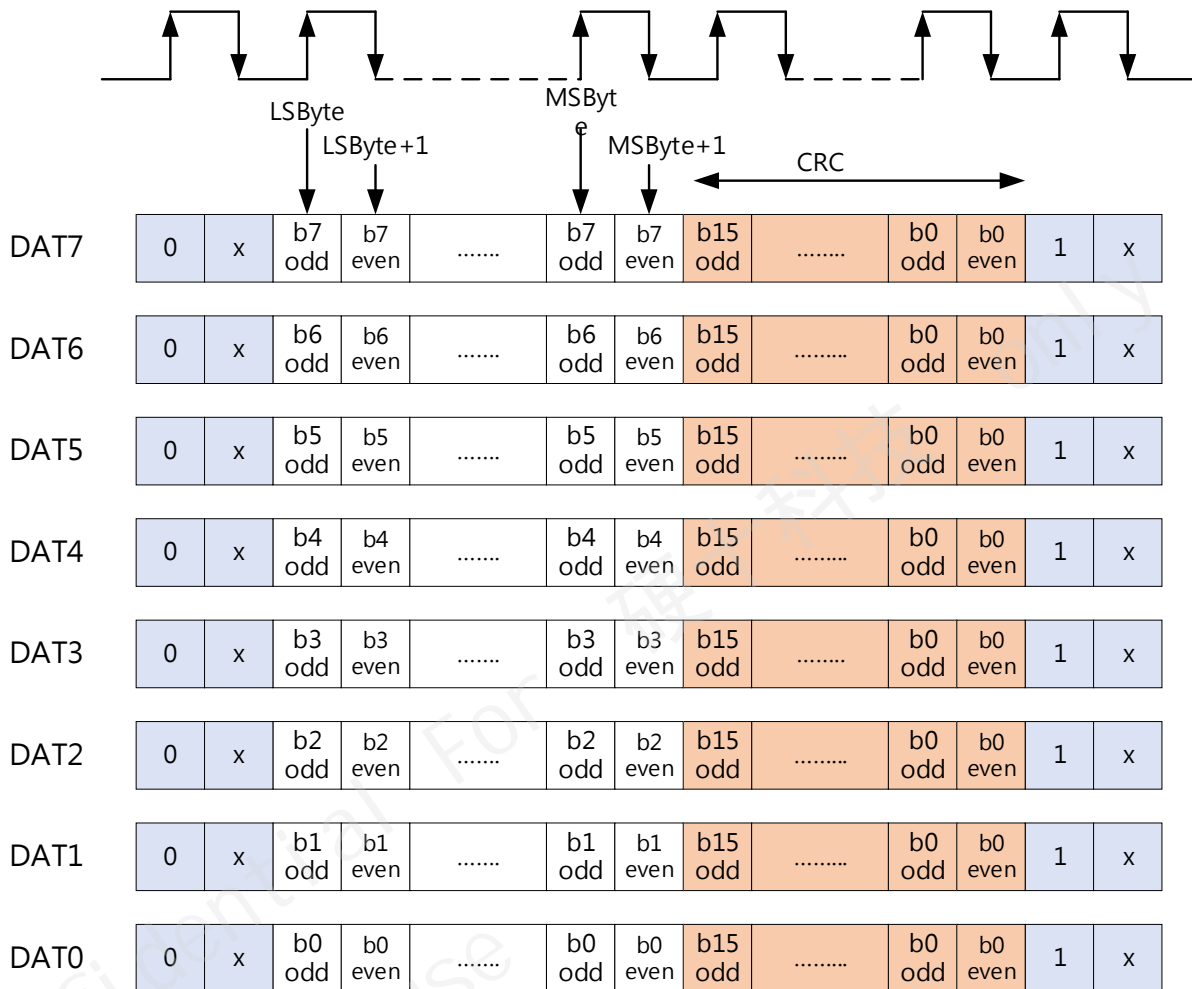 LSByte
MSByt
e
LSByte+1
MSByte+1
CRC
DAT7 0 x b7 odd b7 even ....... b7 odd b7 even b15 odd ........ b0 odd b0 even 1 x
DAT6 0 x b6 odd b6 even ....... b6 odd b6 even b15 odd ......... b0 odd b0 even 1 x
DAT5 0 x b5 odd b5 even ....... b5 odd b5 even b15 odd ......... b0 odd b0 even 1 x
DAT4 0 x b4 odd b4 even ....... b4 odd b4 even b15 odd ......... b0 odd b0 even 1 x
DAT3 0 x b3 odd b3 even ....... b3 odd b3 even b15 odd ........ b0 odd b0 even 1 x
DAT2 0 x b2 odd b2 even ....... b2 odd b2 even b15 odd ......... b0 odd b0 even 1 x
DAT1 0 x b1 odd b1 even ....... b1 odd b1 even b15 odd ......... b0 odd b0 even 1 x
DAT0 0 x b0 odd b0 even ....... b0 odd b0 even b15 odd ......... b0 odd b0 even 1 x
For
only